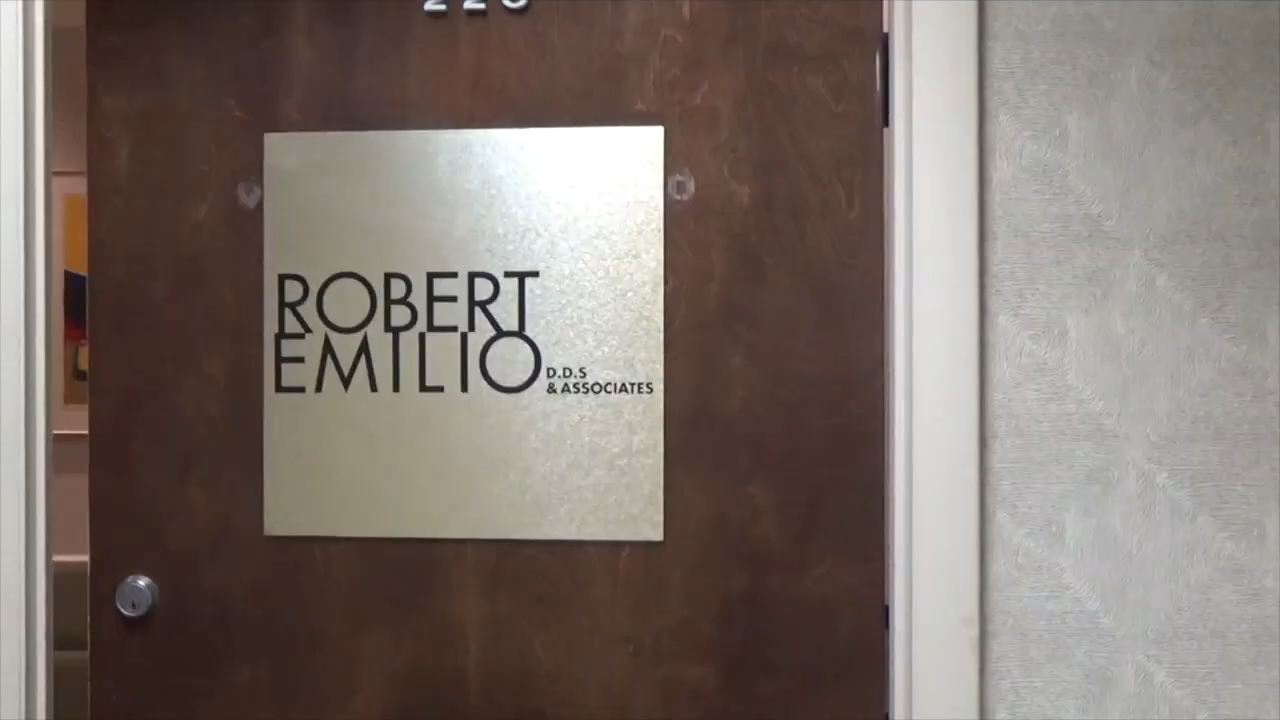 ROBERT
EMILIO
D.D.S
& ASSOCIATES